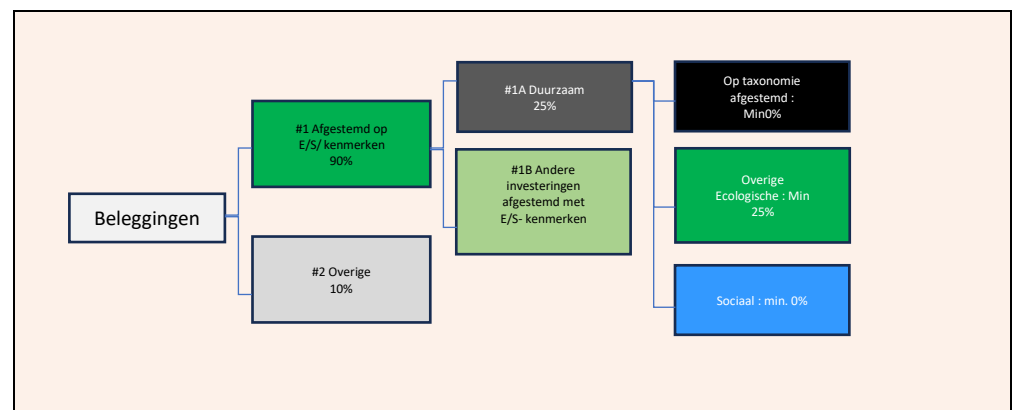 Beleggingen
#1 Afgestemd op
E/S/ kenmerken
90%
#2 Overige
10%
#1A Duurzaam
25%
#1B Andere
investeringen
afgestemd met
E/S- kenmerken
Op taxonomie
afgestemd :
Min0%
Overige
Ecologische : Min
25%
Sociaal : min. 0%